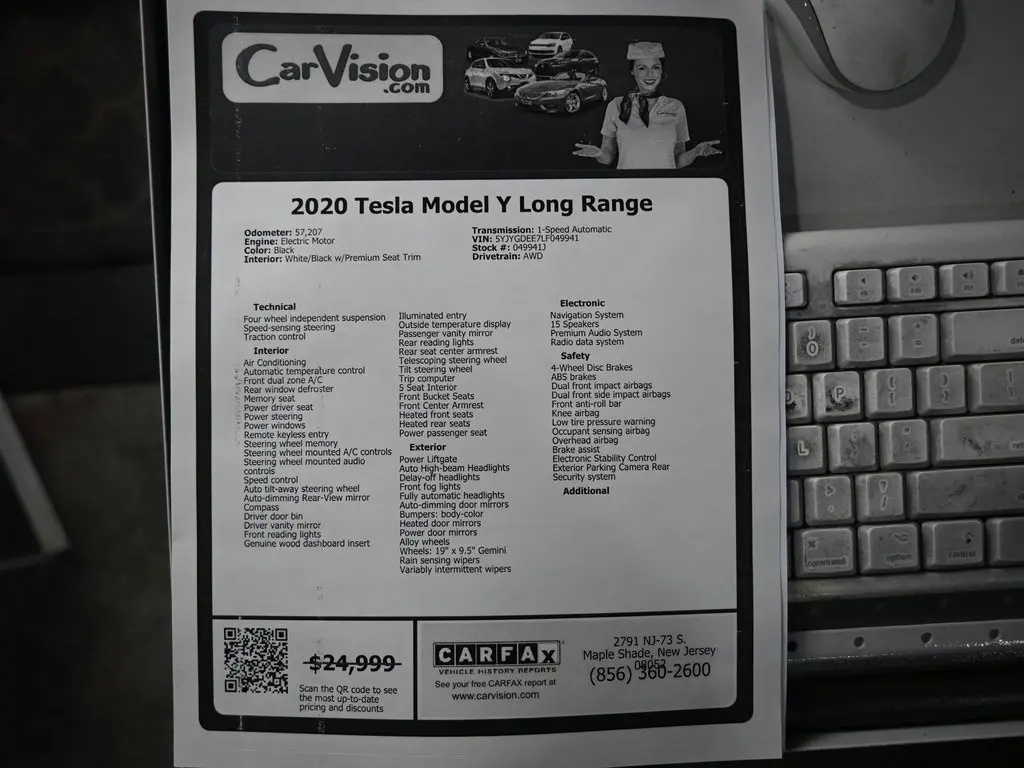 CarVision
.com
2020 Tesla Model Y Long Range
Odometer: 57,207
Engine: Electric Motor
Color: Black
Interior: White/Black w/Premium Seat Trim
Transmission: 1-Speed Automatic
VIN: 5YJYGDEE7LF049941
Stock #: 049941J
Drivetrain: AWD
Technical
Four wheel independent suspension
Speed-sensing steering
Traction control
Interior
Air Conditioning
Automatic temperature control
Front dual zone A/C
Rear window defroster
Memory seat
Power driver seat
Power steering
Power windows
Remote keyless entry
Steering wheel memory
Steering wheel mounted A/C controls
Steering wheel mounted audio
controls
Speed control
Auto tilt-away steering wheel
Auto-dimming Rear-View mirror
Compass
Driver door bin
Driver vanity mirror
Front reading lights
Genuine wood dashboard insert
Illuminated entry
Outside temperature display
Passenger vanity mirror
Rear reading lights
Rear seat center armrest
Telescoping steering wheel
Tilt steering wheel
Trip computer
5 Seat Interior
Front Bucket Seats
Front Center Armrest
Heated front seats
Heated rear seats
Power passenger seat
Exterior
Power Liftgate
Auto High-beam Headlights
Delay-off headlights
Front fog lights
Fully automatic headlights
Auto-dimming door mirrors
Bumpers: body-color
Heated door mirrors
Power door mirrors
Alloy wheels
Wheels: 19" x 9.5" Gemini
Rain sensing wipers
Variably intermittent wipers
Electronic
Navigation System
15 Speakers
Premium Audio System
Radio data system
Safety
4-Wheel Disc Brakes
ABS brakes
Dual front impact airbags
Dual front side impact airbags
Front anti-roll bar
Knee airbag
Low tire pressure warning
Occupant sensing airbag
Overhead airbag
Brake assist
Electronic Stability Control
Exterior Parking Camera Rear
Security system
Additional
$24,999
Scan the QR code to see
the most up-to-date
pricing and discounts
CARFAX
VEHICLE HISTORY REPORTS
See your free CARFAX report at
www.carvision.com
2791 NJ-73 S.
Maple Shade, New Jersey
08052
(856) 360-2600
O
P
L
command
option
control